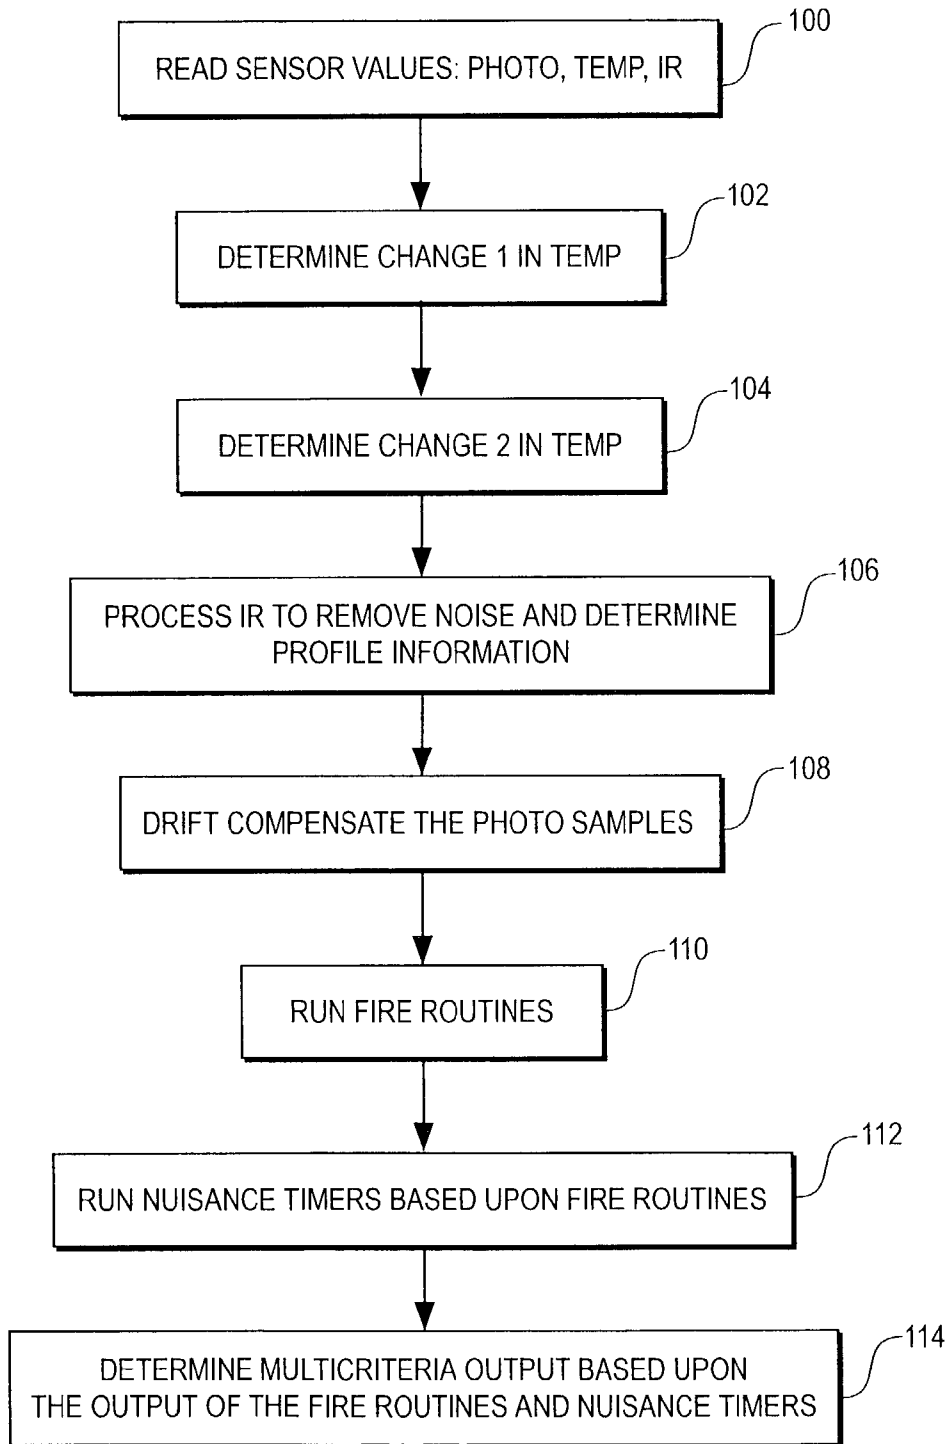 100
READ SENSOR VALUES: PHOTO, TEMP, IR
102
DETERMINE CHANGE 1 IN TEMP
104
DETERMINE CHANGE 2 IN TEMP
106
PROCESS IR TO REMOVE NOISE AND DETERMINE
PROFILE INFORMATION
108
DRIFT COMPENSATE THE PHOTO SAMPLES
110
RUN FIRE ROUTINES
112
RUN NUISANCE TIMERS BASED UPON FIRE ROUTINES
114
DETERMINE MULTICRITERIA OUTPUT BASED UPON
THE OUTPUT OF THE FIRE ROUTINES AND NUISANCE TIMERS